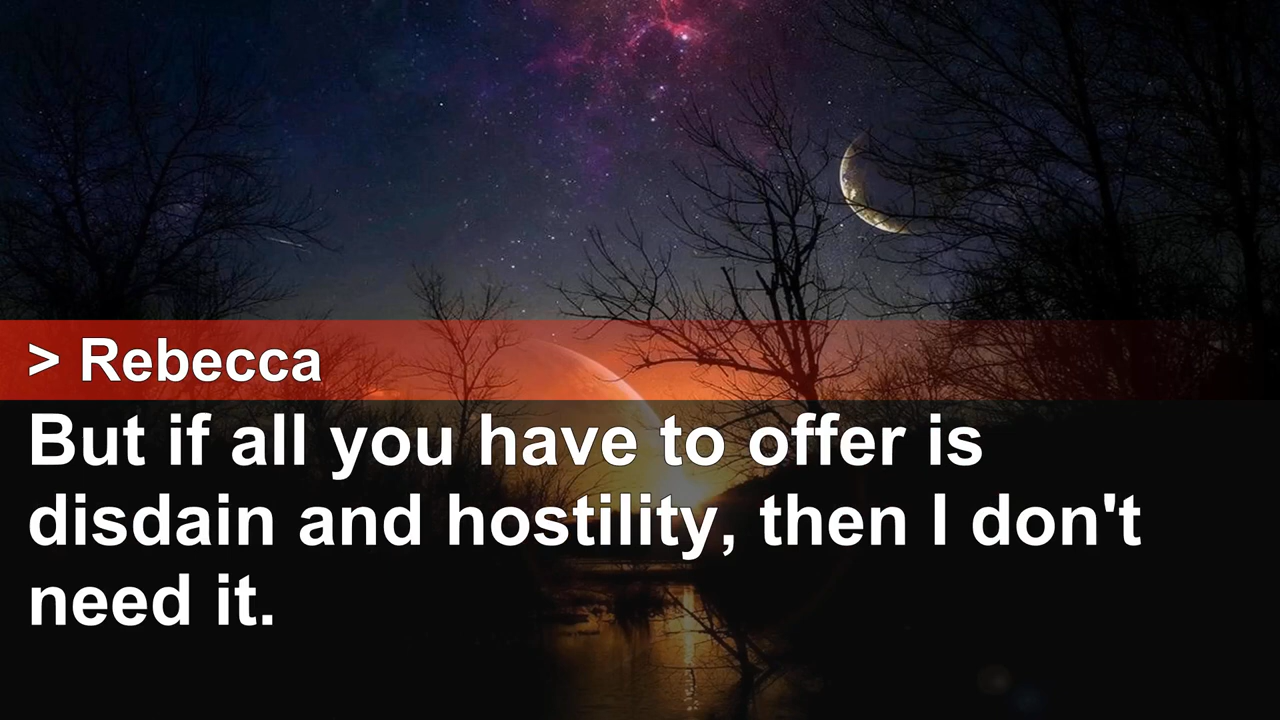 > Rebecca
But if all you have to offer is
disdain and hostility, then I don't
need it.